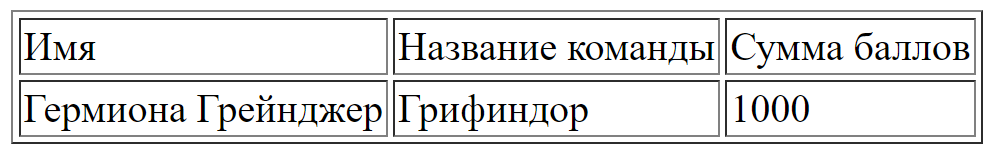 Имя Название команды Сумма баллов
Гермиона Грейнджер Грифиндор 1000